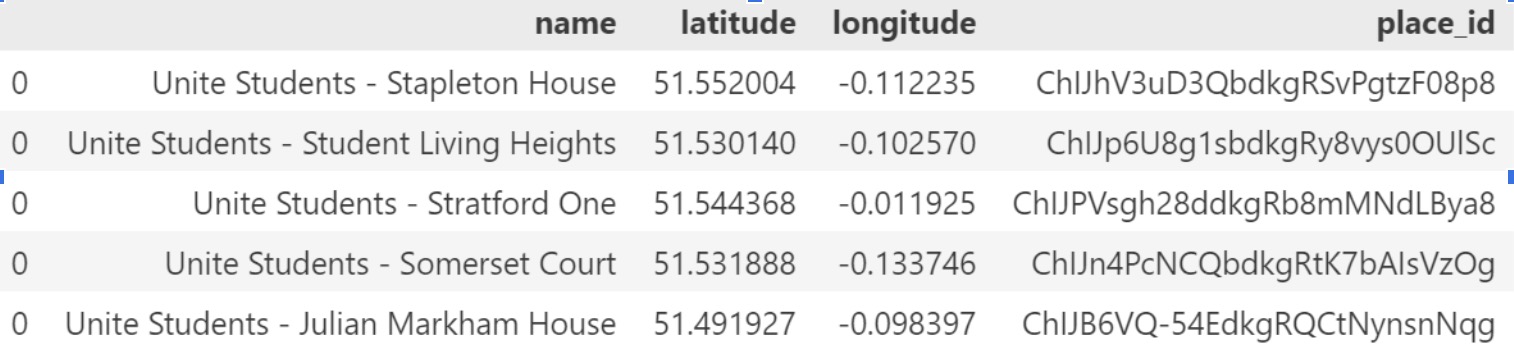 name latitude longitude place_id
0 Unite Students - Stapleton House 51.552004 -0.112235 ChIJhV3uD3QbdkgRSvPgtzF08p8
0 Unite Students - Student Living Heights 51.530140 -0.102570 ChIJp6U8g1sbdkgRy8vys0OUlSc
0 Unite Students - Stratford One 51.544368 -0.011925 ChIJPVsgh28ddkgRb8mMNdLBya8
0 Unite Students - Somerset Court 51.531888 -0.133746 ChIJn4PcNCQbdkgRtK7bAIsVzOg
0 Unite Students - Julian Markham House 51.491927 -0.098397 ChIJB6VQ-54EdkgRQCtNynsnNqg